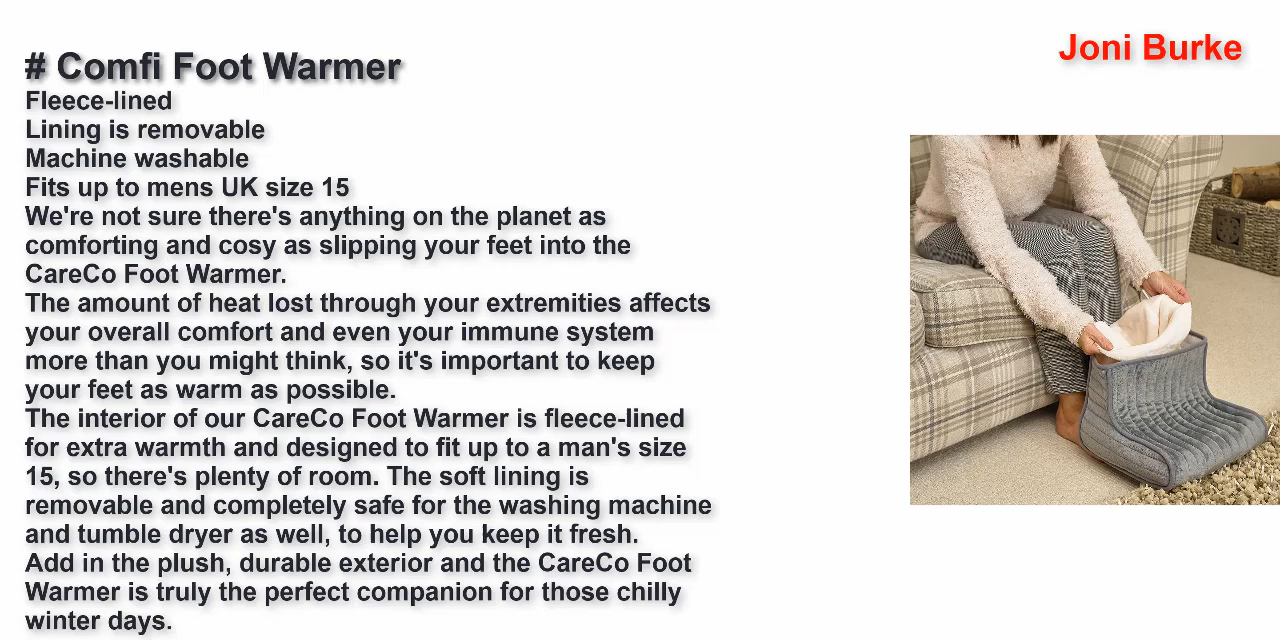 # Comfi Foot Warmer
Joni Burke
Fleece-lined
Lining is removable
Machine washable
Fits up to mens UK size 15
We're not sure there's anything on the planet as
comforting and cosy as slipping your feet into the
CareCo Foot Warmer.
The amount of heat lost through your extremities affects
your overall comfort and even your immune system
more than you might think, so it's important to keep
your feet as warm as possible.
The interior of our CareCo Foot Warmer is fleece-lined
for extra warmth and designed to fit up to a man's size
15, so there's plenty of room. The soft lining is
removable and completely safe for the washing machine
and tumble dryer as well, to help you keep it fresh.
Add in the plush, durable exterior and the CareCo Foot
Warmer is truly the perfect companion for those chilly
winter days.